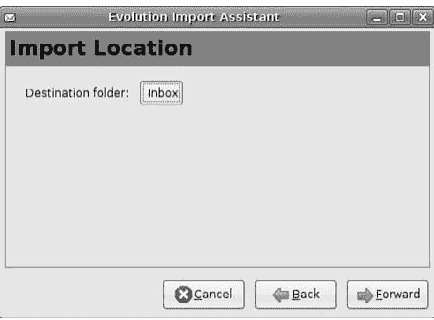 Evolution Import Assistant
Import Location
Destination folder: Inbox
Cancel Back Forward